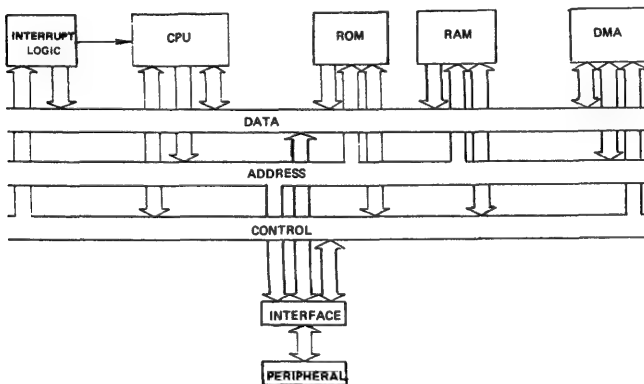 INTERRUPT
LOGIC
CPU
ROM
RAM
DMA
DATA
ADDRESS
CONTROL
INTERFACE
PERIPHERAL